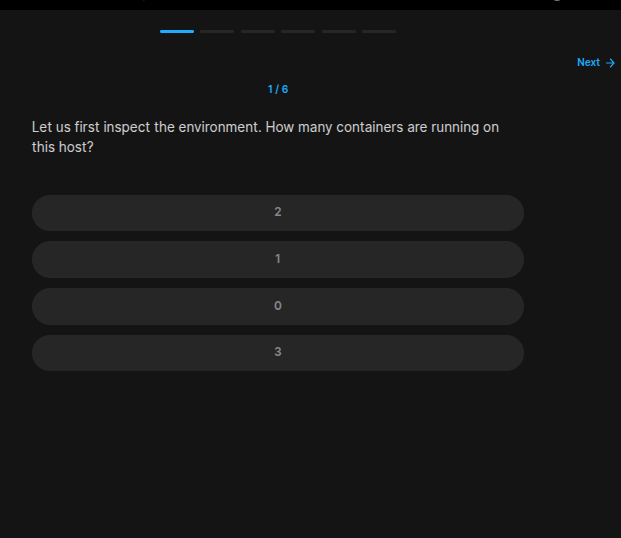 Next →
1 / 6
Let us first inspect the environment. How many containers are running on
this host?
2
1
0
3